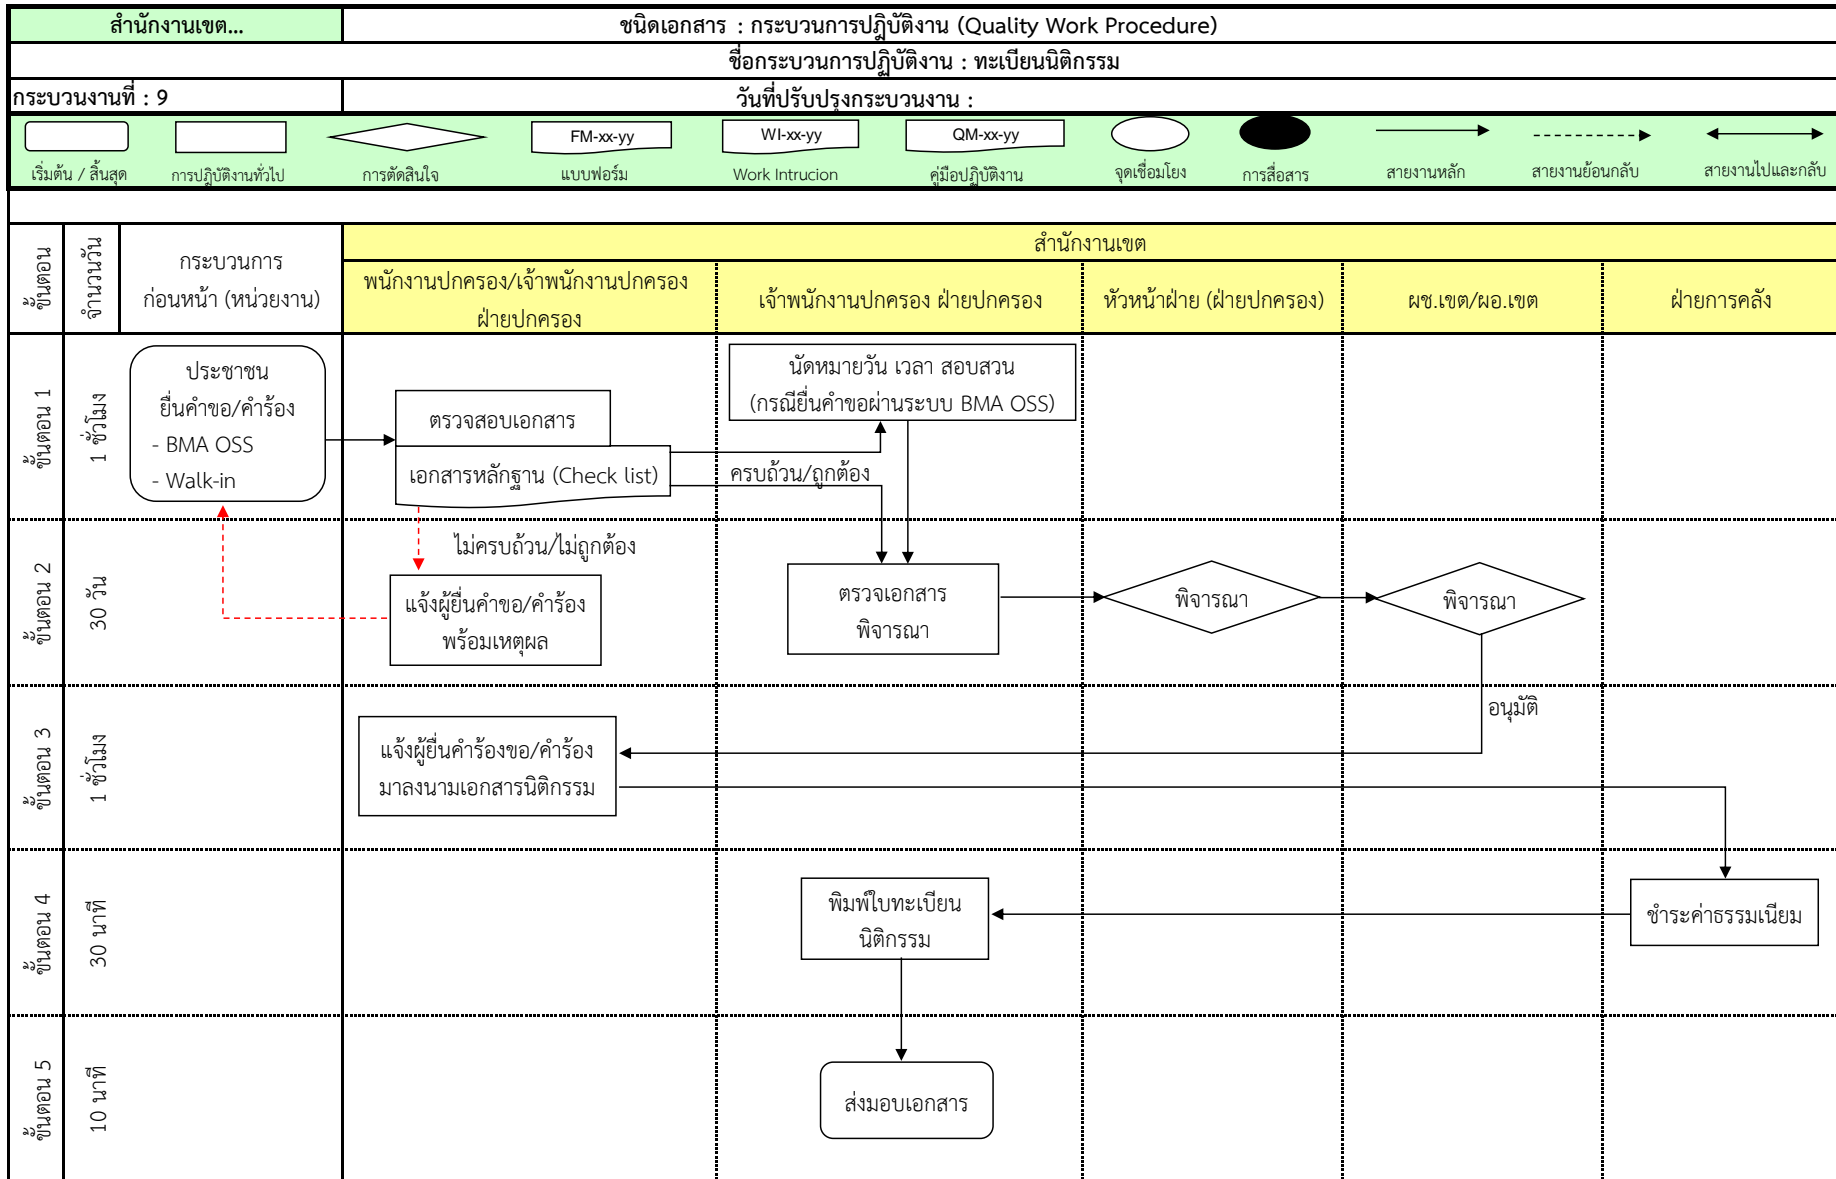 สำนักงานเขต...
ชนิดเอกสาร : กระบวนการปฏิบัติงาน (Quality Work Procedure)
ชื่อกระบวนการปฏิบัติงาน : ทะเบียนนิติกรรม
กระบวนงานที่ : 9
วันที่ปรับปรุงกระบวนงาน :
FM-xx-yy
WI-xx-yy
QM-xx-yy
เริ่มต้น / สิ้นสุด
การปฏิบัติงานทั่วไป
การตัดสินใจ
แบบฟอร์ม
Work Intrucion
คู่มือปฏิบัติงาน
จุดเชื่อมโยง
การสื่อสาร
สายงานหลัก
สายงานย้อนกลับ
สายงานไปและกลับ
ขั้นตอน
จำนวนวัน
กระบวนการ
ก่อนหน้า (หน่วยงาน)
สำนักงานเขต
พนักงานปกครอง/เจ้าพนักงานปกครอง
ฝ่ายปกครอง
เจ้าพนักงานปกครอง ฝ่ายปกครอง
หัวหน้าฝ่าย (ฝ่ายปกครอง)
ผช.เขต/ผอ.เขต
ฝ่ายการคลัง
ขั้นตอน 1
1 ชั่วโมง
ประชาชน
ยื่นคำขอ/คำร้อง
- BMA OSS
- Walk-in
ตรวจสอบเอกสาร
เอกสารหลักฐาน (Check list)
นัดหมายวัน เวลา สอบสวน
(กรณียื่นคำขอผ่านระบบ BMA OSS)
ครบถ้วน/ถูกต้อง
ขั้นตอน 2
30 วัน
ไม่ครบถ้วน/ไม่ถูกต้อง
แจ้งผู้ยื่นคำขอ/คำร้อง
พร้อมเหตุผล
ตรวจเอกสาร
พิจารณา
พิจารณา
พิจารณา
อนุมัติ
ขั้นตอน 3
1 ชั่วโมง
แจ้งผู้ยื่นคำร้องขอ/คำร้อง
มาลงนามเอกสารนิติกรรม
ขั้นตอน 4
30 นาที
พิมพ์ใบทะเบียน
นิติกรรม
ชำระค่าธรรมเนียม
ขั้นตอน 5
10 นาที
ส่งมอบเอกสาร